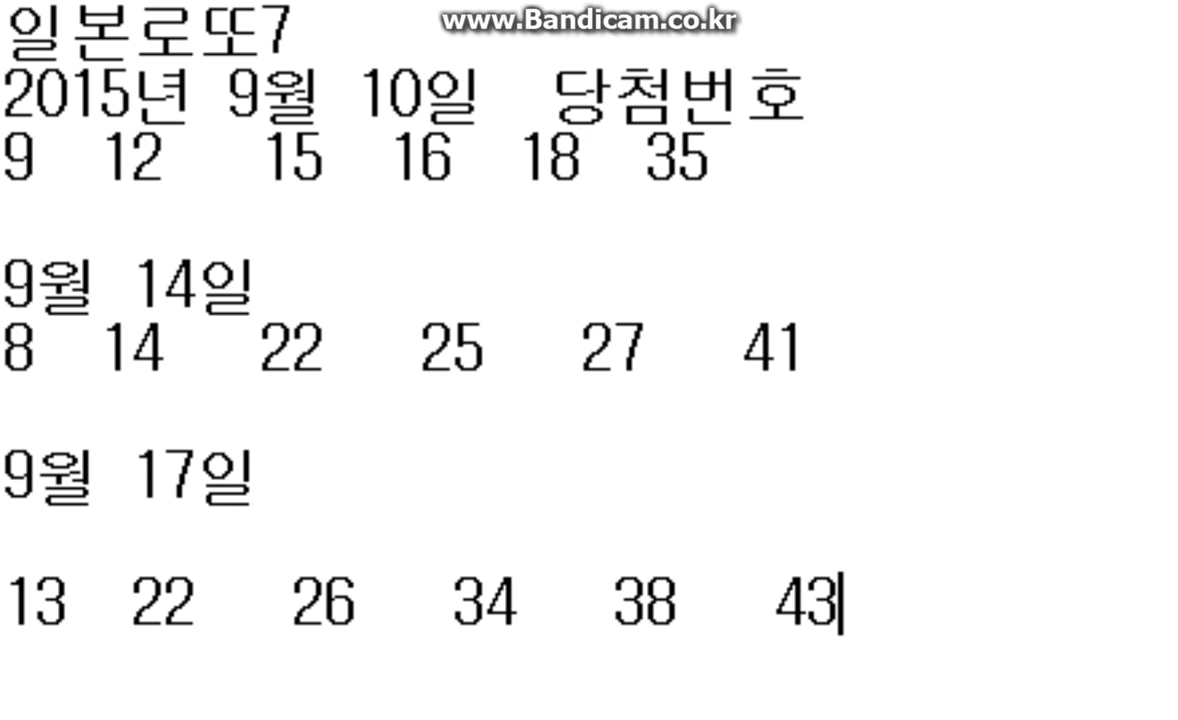 www.Bandicam.co.kr
일본로또7
2015년 9월 10일 당첨번호
9 12 15 16 18 35
9월 14일
8 14 22 25 27 41
9월 17일
13 22 26 34 38 43